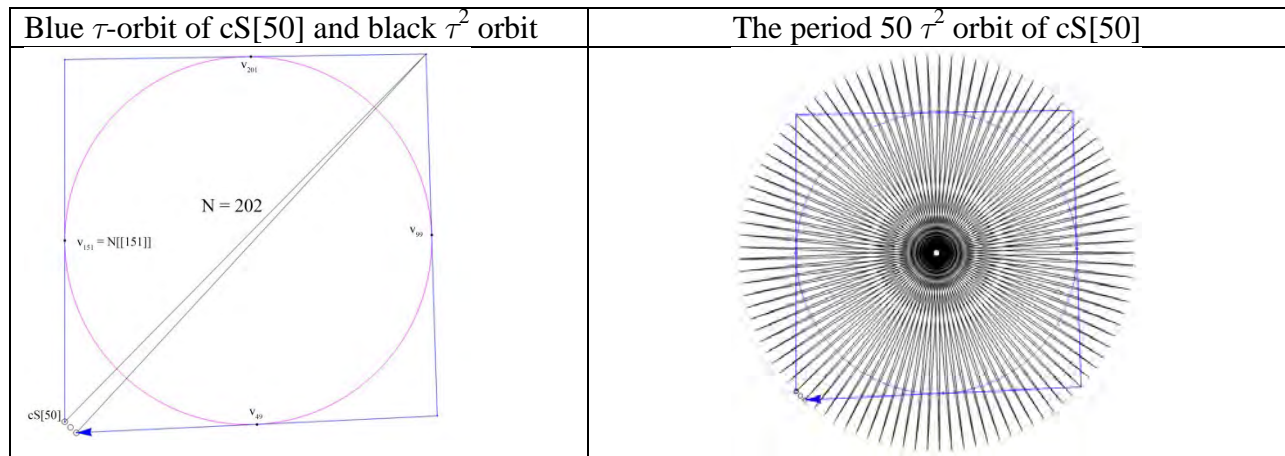 Blue τ-orbit of cS[50] and black τ² orbit
The period 50 τ² orbit of cS[50]
v₂₀₁
N = 202
v₉₉
v₁₅₁ = N[[151]]
cS[50]
v₄₉